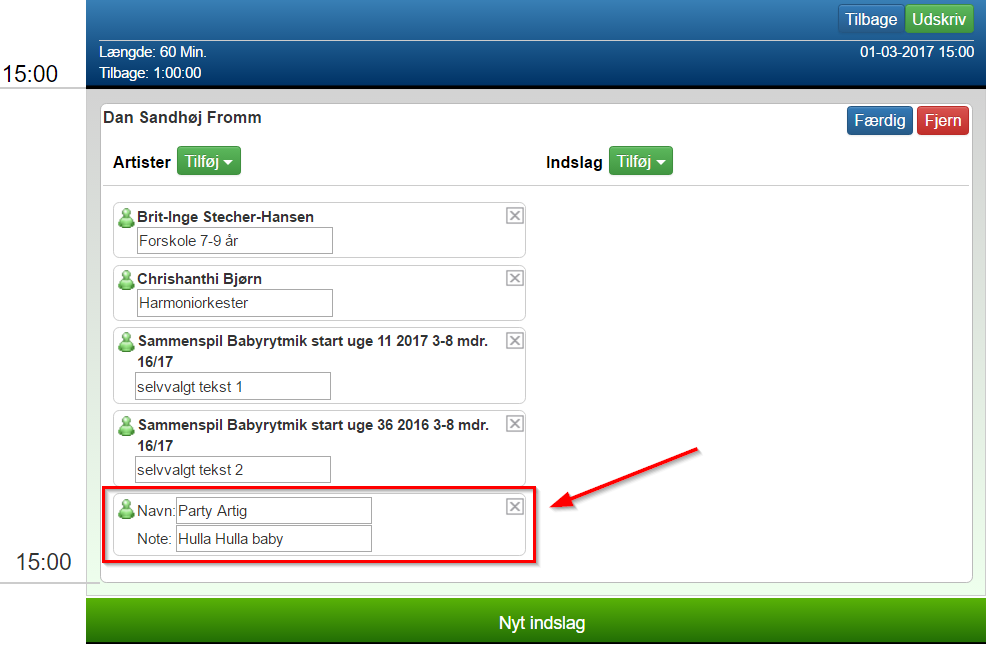 Tilbage Udskriv
Længde: 60 Min. 01-03-2017 15:00
15:00 Tilbage: 1:00:00
Dan Sandhøj Fromm Færdig Fjern
Artister Tilføj Indslag Tilføj
Brit-Inge Stecher-Hansen
Forskole 7-9 år
Chrishanthi Bjørn
Harmoniorkester
Sammenspil Babyrytmik start uge 11 2017 3-8 mdr.
16/17
selvvalgt tekst 1
Sammenspil Babyrytmik start uge 36 2016 3-8 mdr.
16/17
selvvalgt tekst 2
Navn: Party Artig
Note: Hulla Hulla baby
15:00
Nyt indslag